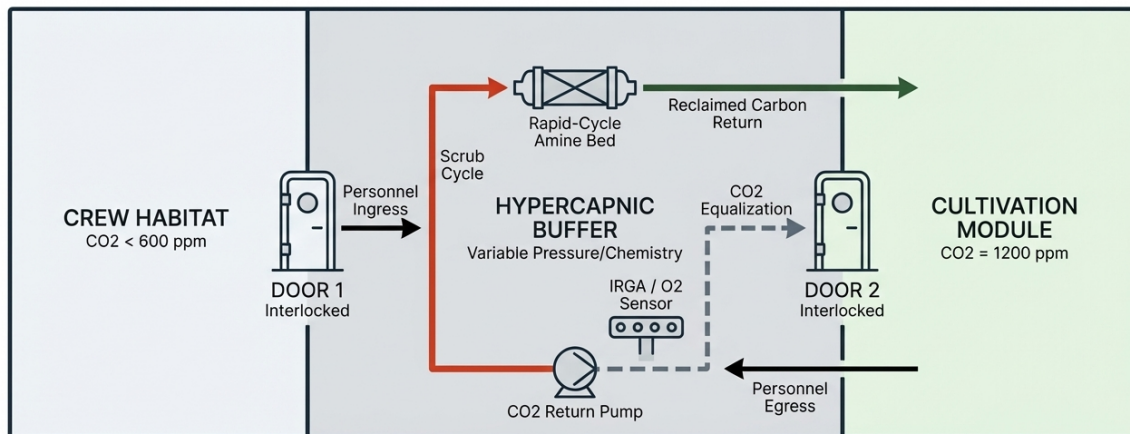 Rapid-Cycle
Amine Bed
Reclaimed Carbon
Return
Scrub
Cycle
Personnel
Ingress
CREW HABITAT
CO2 < 600 ppm
DOOR 1
Interlocked
HYPERCAPNIC
BUFFER
Variable Pressure/Chemistry
CO2
Equalization
IRGA / O2
Sensor
CO2 Return Pump
DOOR 2
Interlocked
CULTIVATION
MODULE
CO2 = 1200 ppm
Personnel
Egress